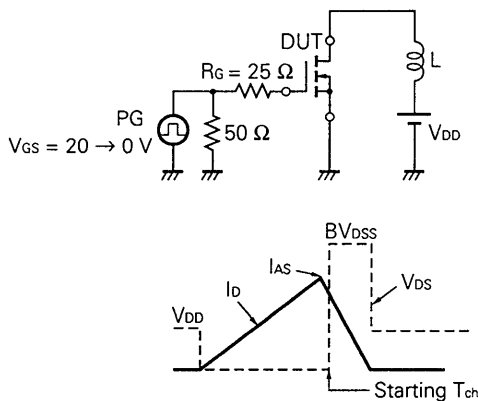 DUT
RG = 25 Ω
L
PG
50 Ω
VDD
VGS = 20 → 0 V
BVDSS
IAS
ID
VDS
VDD
Starting Tch